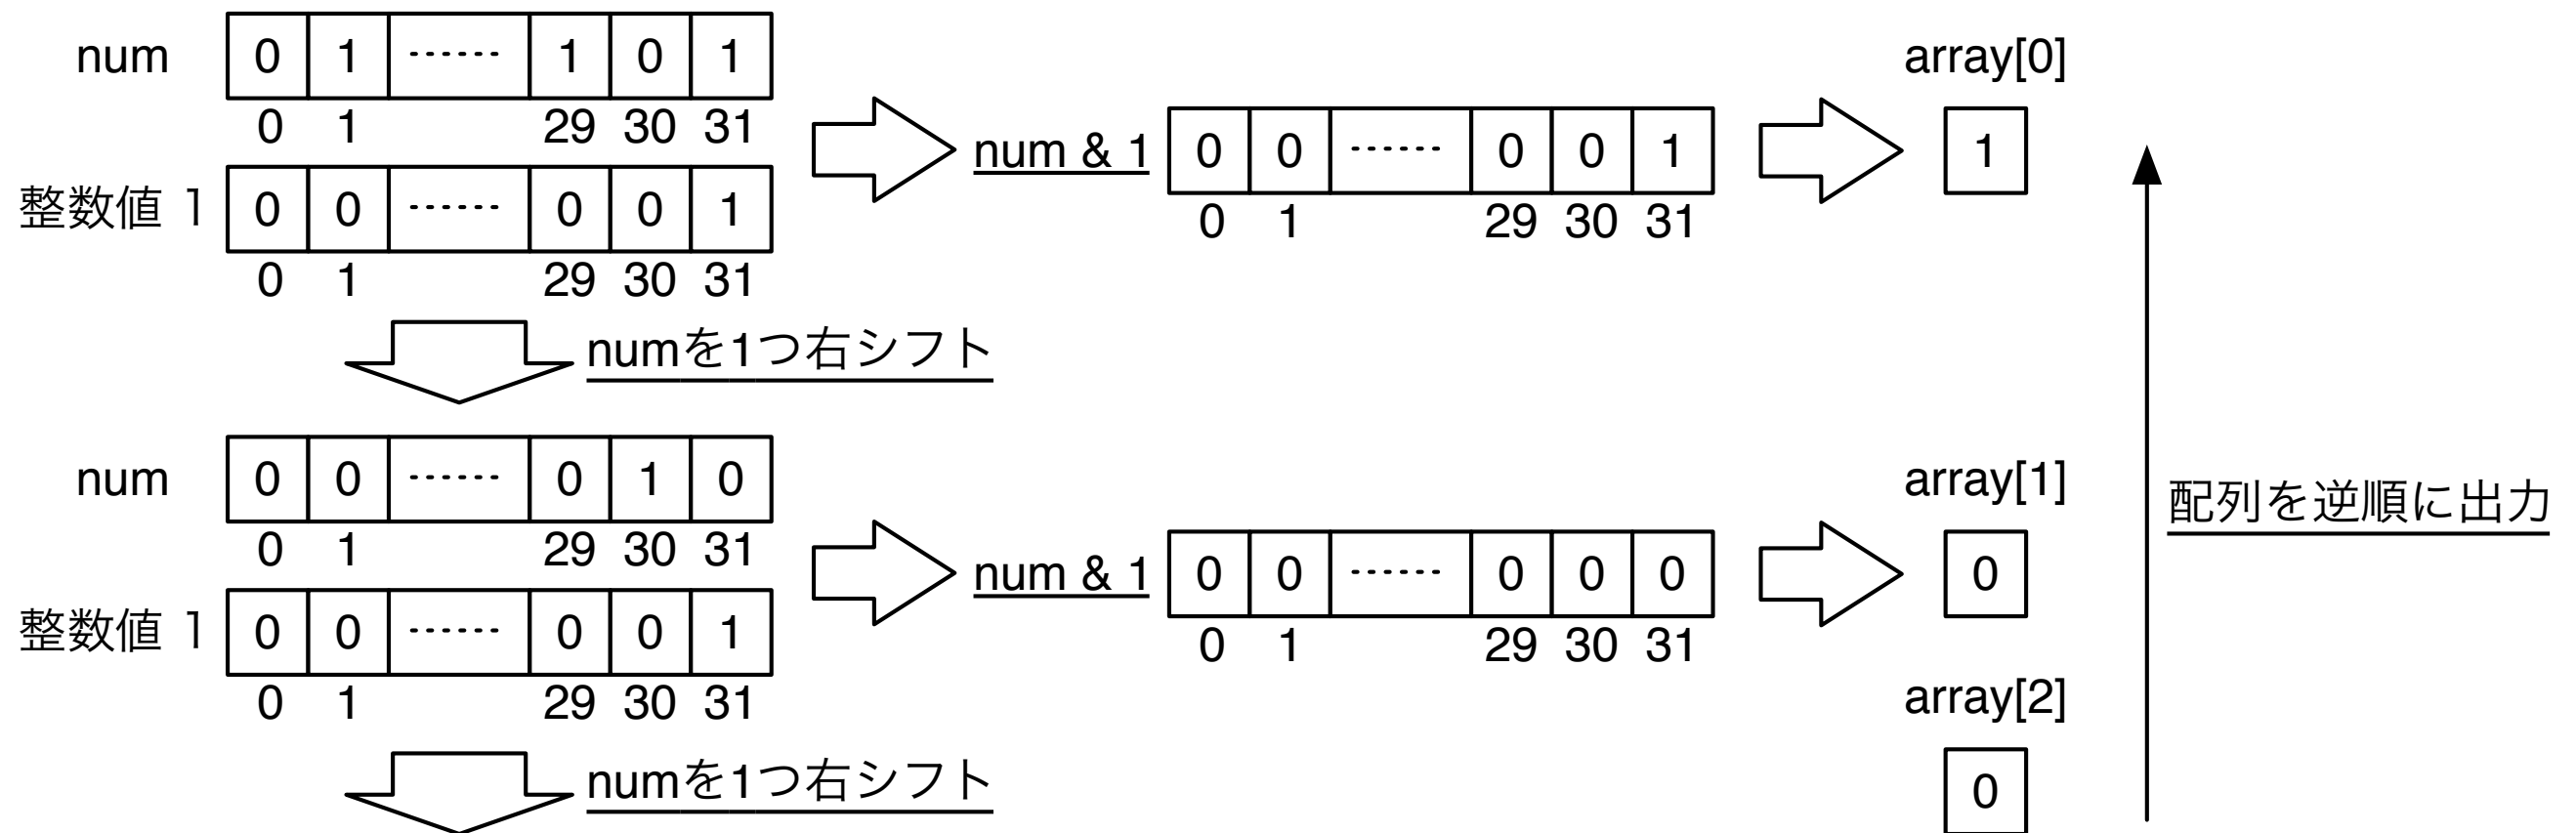 num 0 1 ------ 1 0 1
0 1 29 30 31
整数値 1 0 0 ------ 0 0 1
0 1 29 30 31
num & 1 0 0 ------ 0 0 1
0 1 29 30 31
array[0]
1
numを1つ右シフト
num 0 0 ------ 0 1 0
0 1 29 30 31
整数値 1 0 0 ------ 0 0 1
0 1 29 30 31
num & 1 0 0 ------ 0 0 0
0 1 29 30 31
array[1]
0
配列を逆順に出力
array[2]
0
numを1つ右シフト